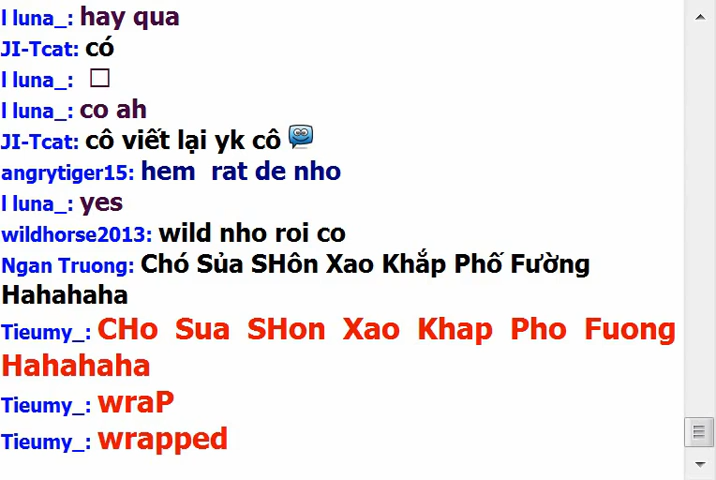 l luna_: hay qua
JI-Tcat: có
l luna_: □
l luna_: co ah
JI-Tcat: cô viết lại yk cô
angrytiger15: hem rat de nho
l luna_: yes
wildhorse2013: wild nho roi co
Ngan Truong: Chó Sủa SHôn Xao Khắp Phố Fường
Hahahaha
Tieumy_: CHo Sua SHon Xao Khap Pho Fuong
Hahahaha
Tieumy_: wraP
Tieumy_: wrapped